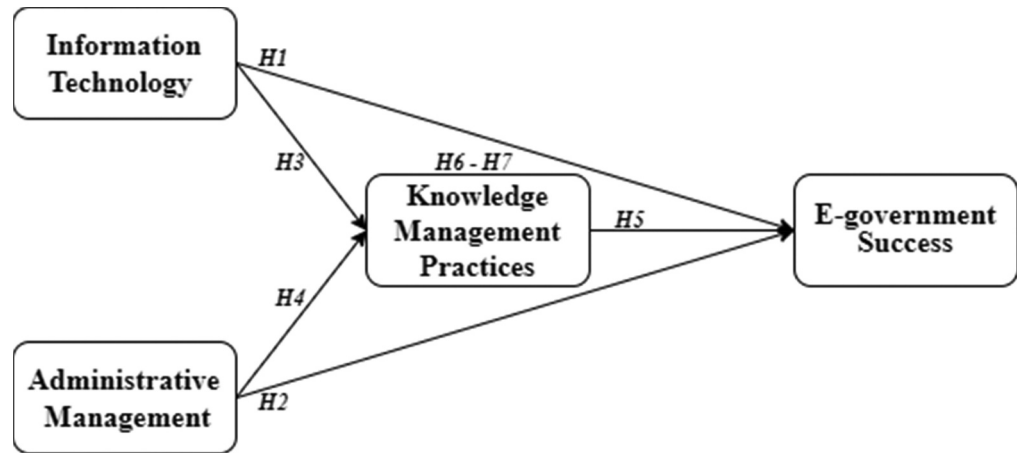 Information
Technology
H1
H3
H6 - H7
Knowledge
Management
Practices
H5
E-government
Success
H4
Administrative
Management
H2